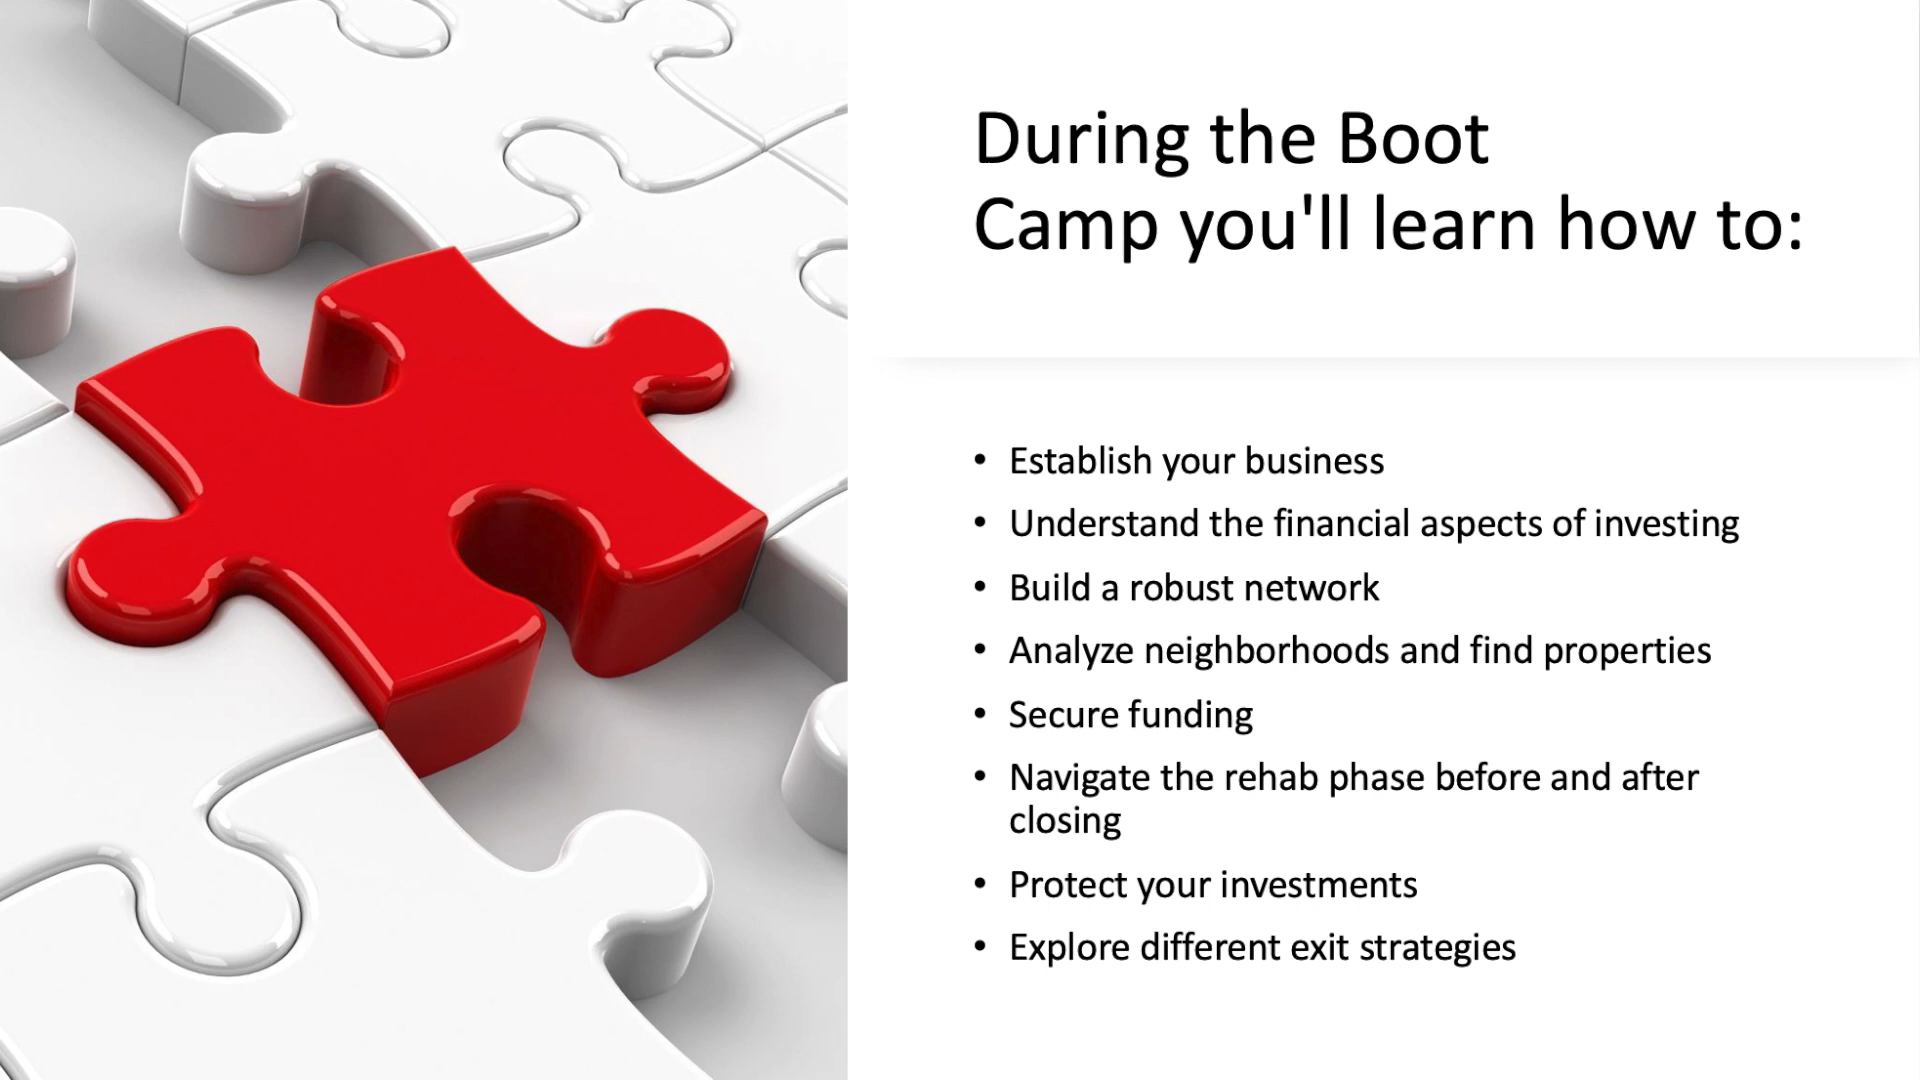 During the Boot
Camp you'll learn how to:
• Establish your business
• Understand the financial aspects of investing
• Build a robust network
• Analyze neighborhoods and find properties
• Secure funding
• Navigate the rehab phase before and after
closing
• Protect your investments
• Explore different exit strategies